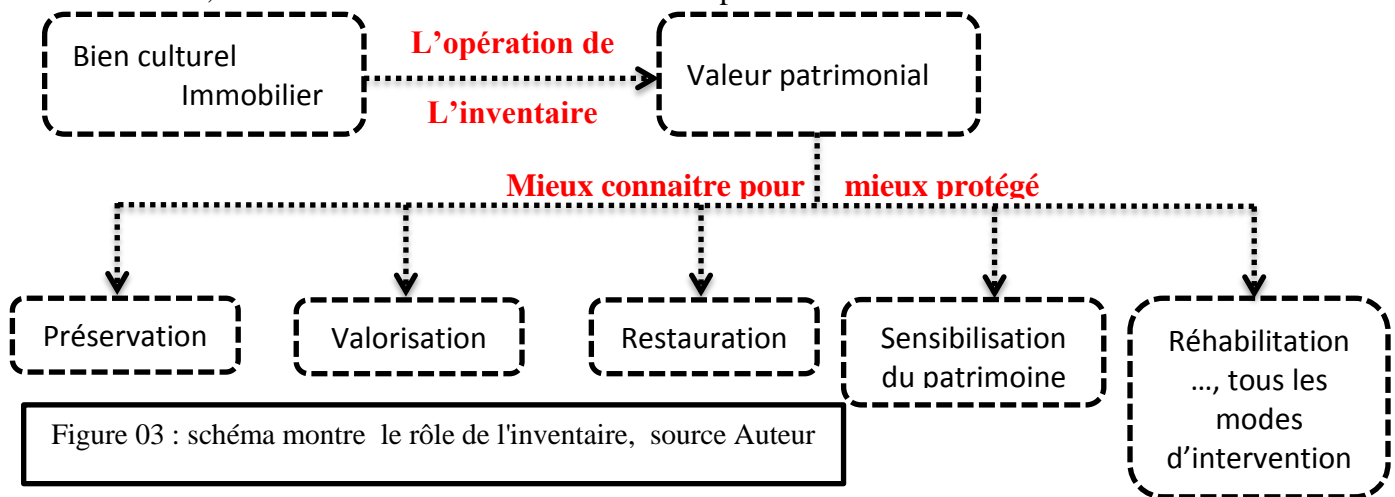 Bien culturel
Immobilier
L’opération de
L’inventaire
Valeur patrimonial
Mieux connaitre pour mieux protégé
Préservation
Valorisation
Restauration
Sensibilisation
du patrimoine
Réhabilitation
…, tous les
modes
d’intervention
Figure 03 : schéma montre le rôle de l'inventaire, source Auteur